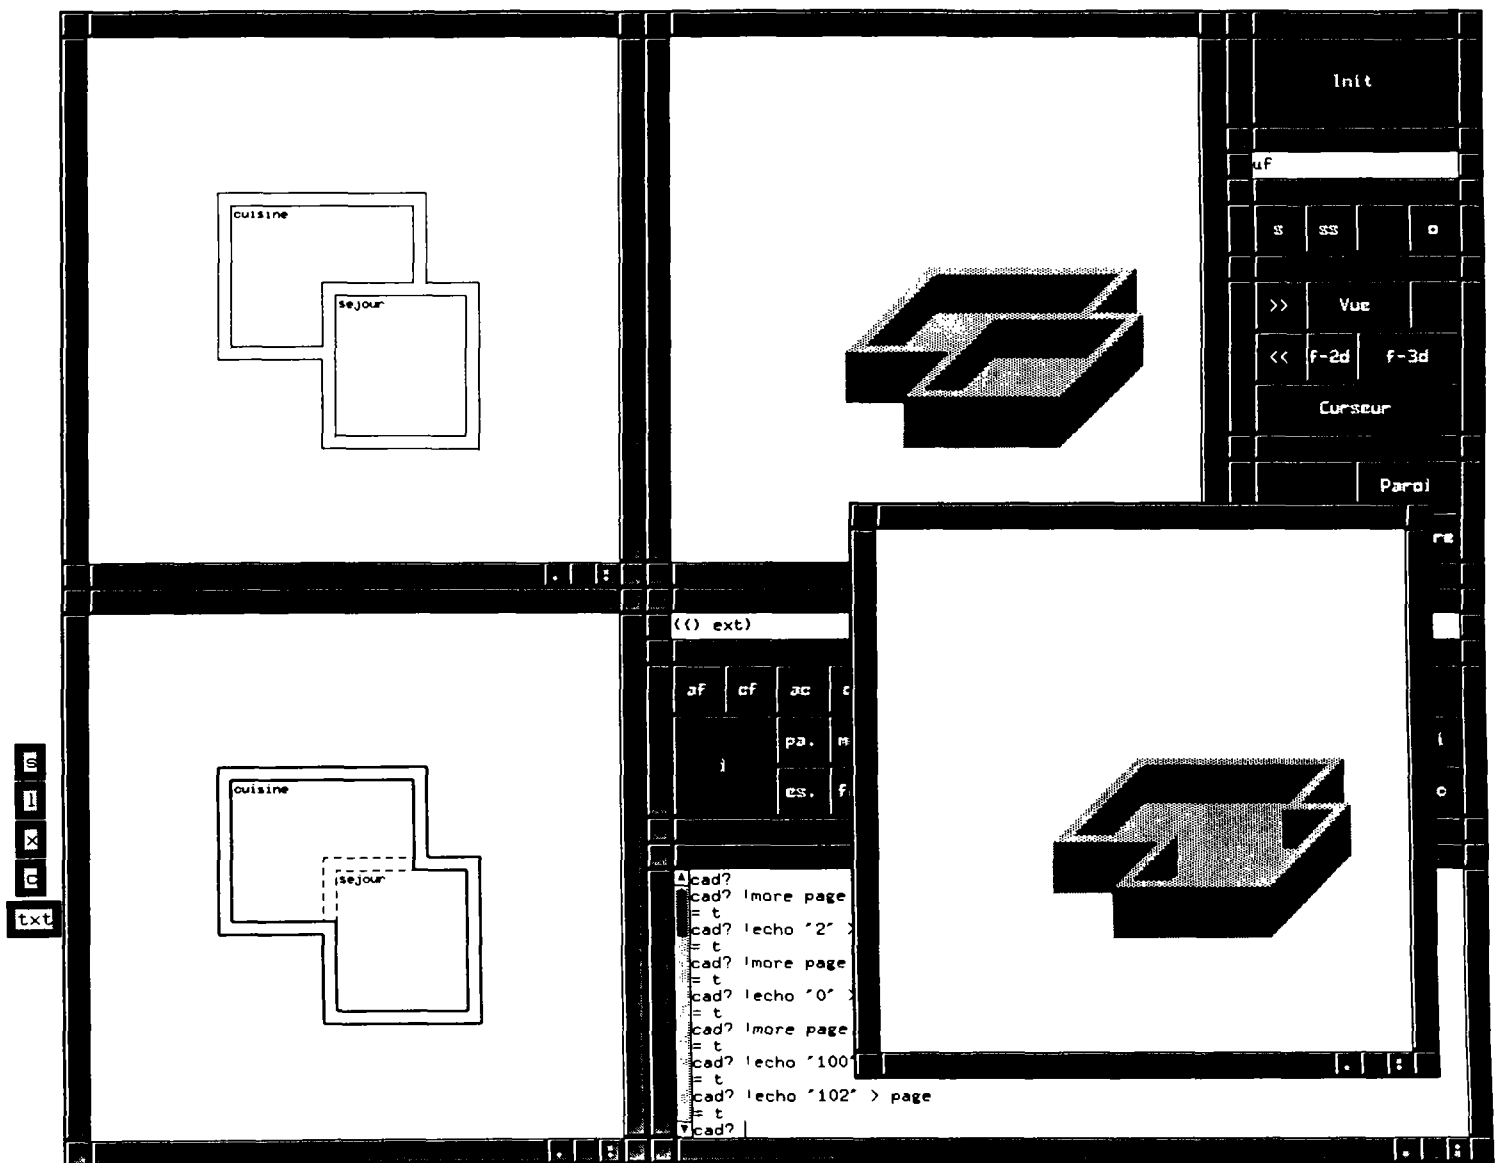 cuisine
sejour
Init
uf
s ss o
>> Vue
<< f-2d f-3d
Curseur
Paroi
re
cuisine
sejour
(() ext)
af cf ac
pa. m
i
es. f
i
c
s
l
x
c
txt
cad?
cad? !more page
= t
cad? !echo "2" >
= t
cad? !more page
= t
cad? !echo "0" >
= t
cad? !more page
= t
cad? !echo "100"
= t
cad? !echo "102" > page
= t
cad?